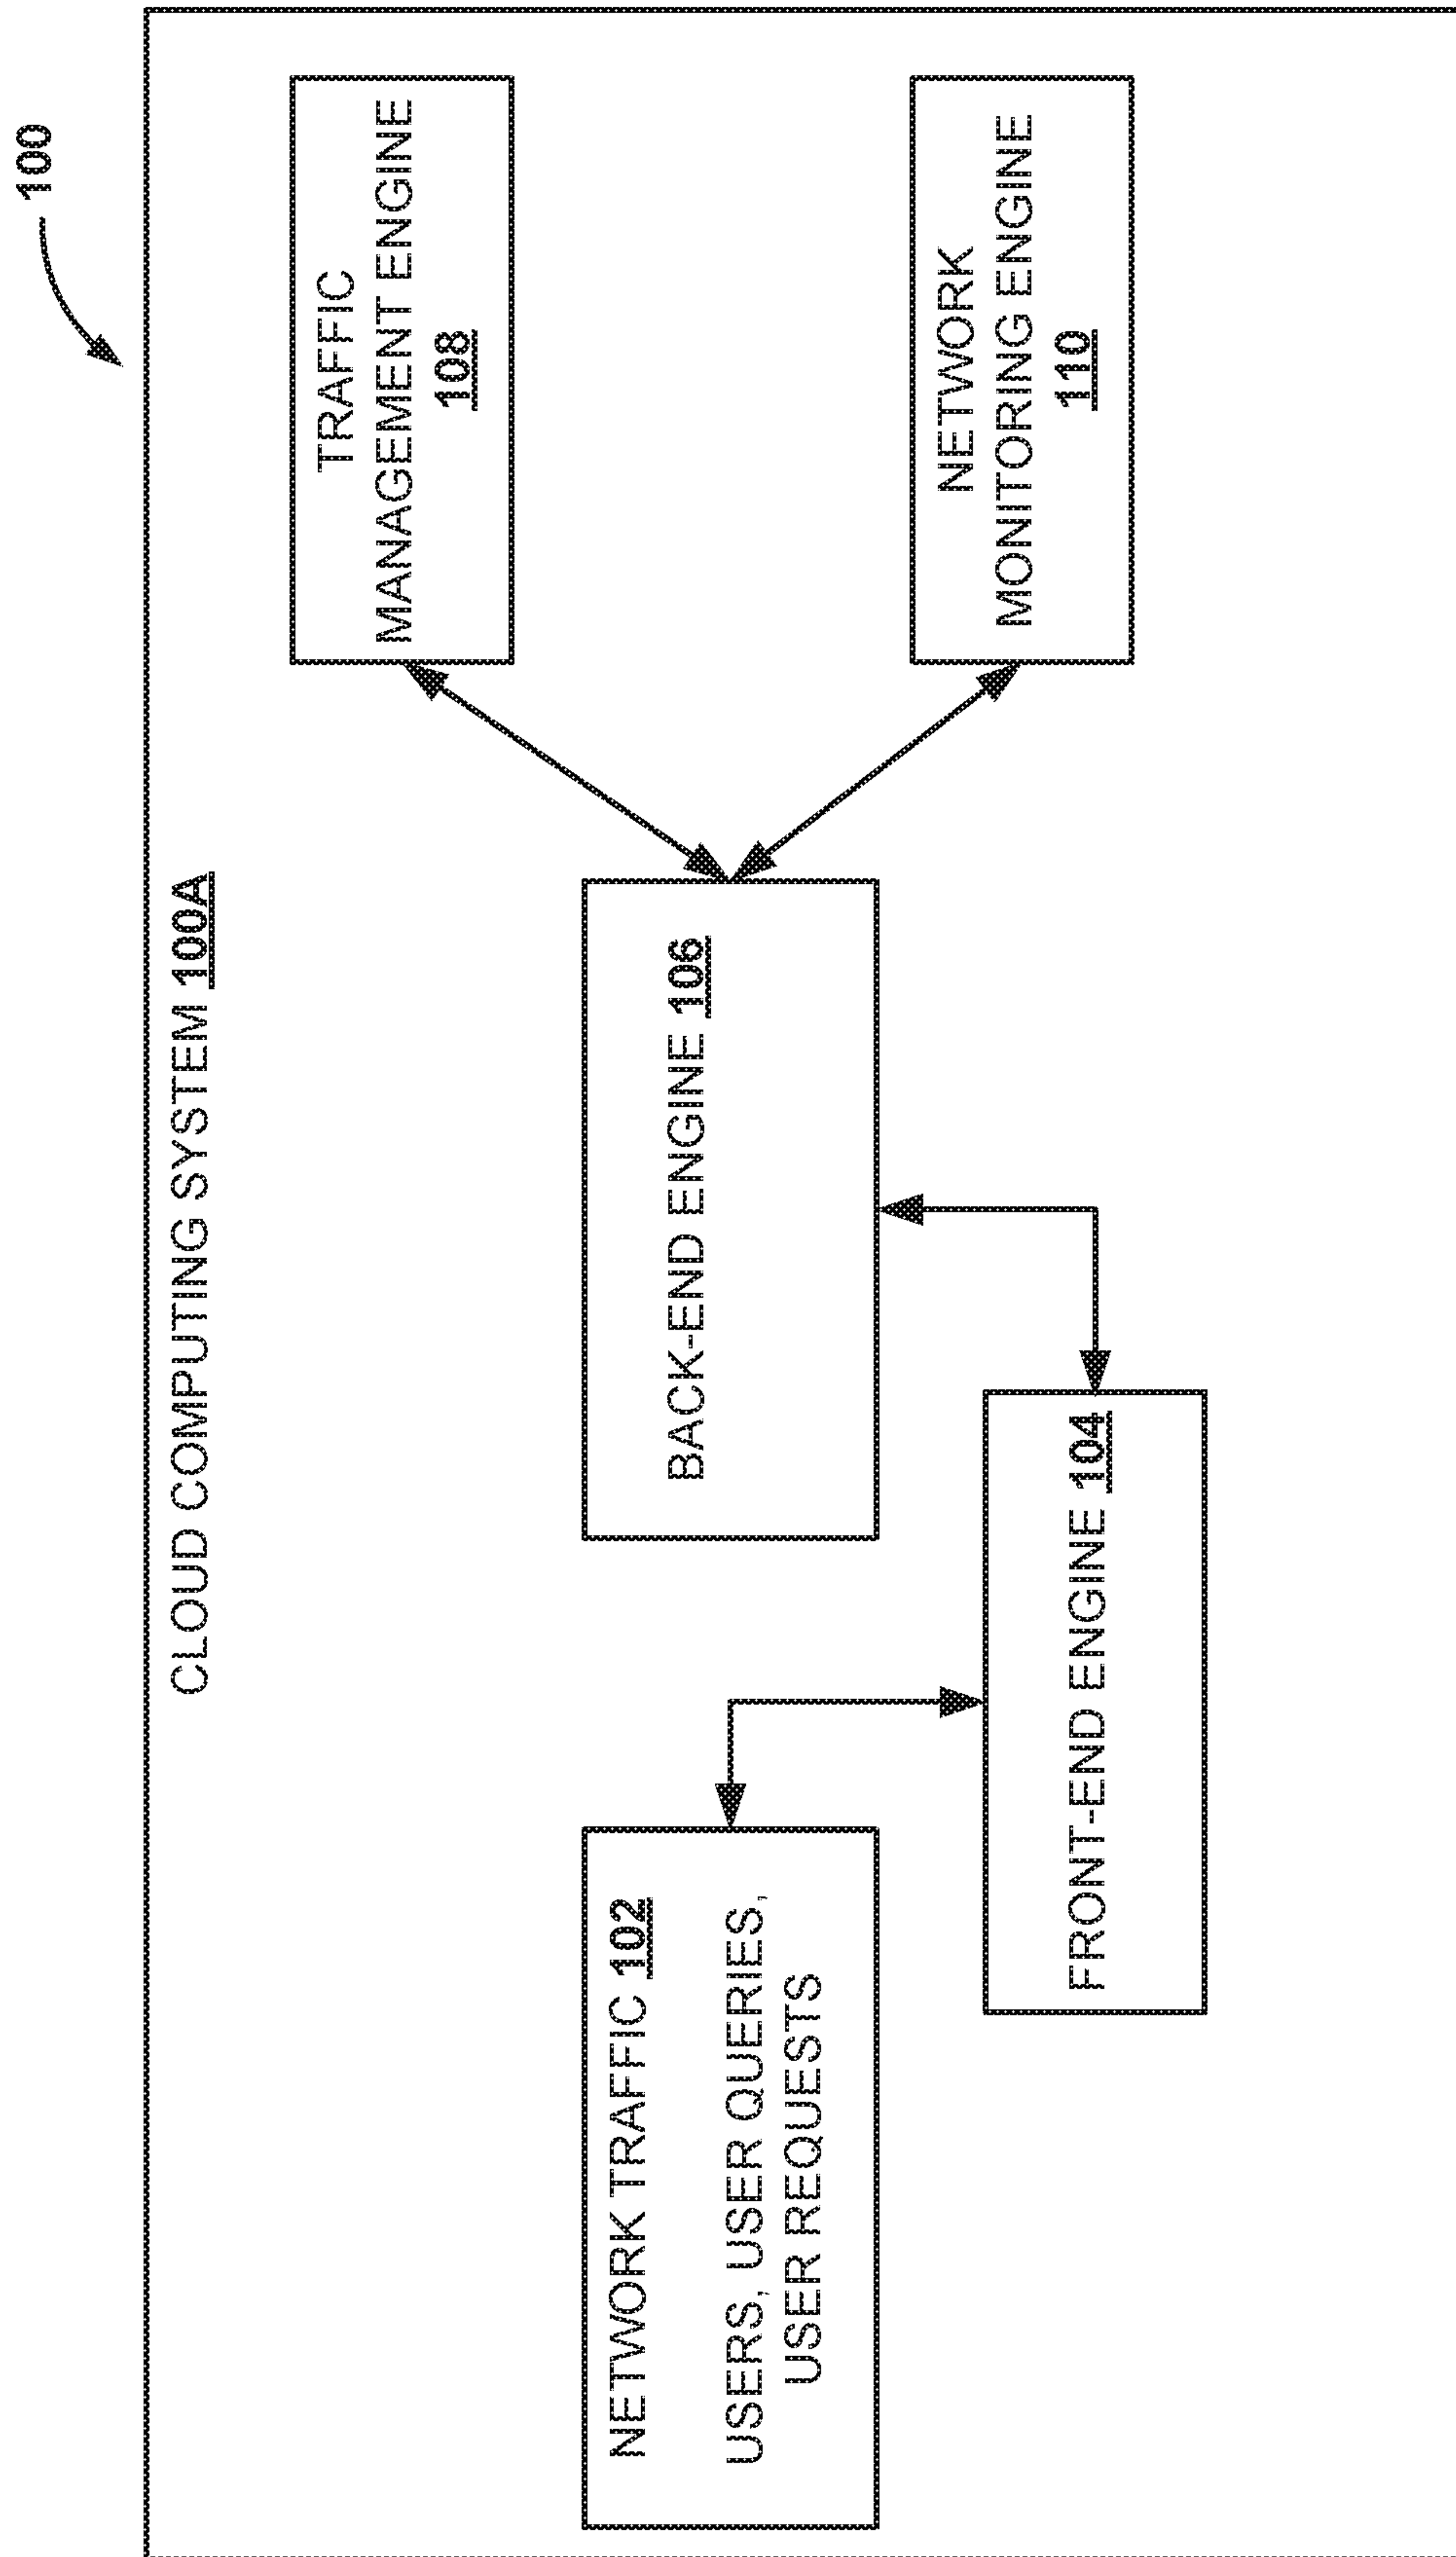 100
CLOUD COMPUTING SYSTEM 100A
TRAFFIC
MANAGEMENT ENGINE
108
NETWORK TRAFFIC 102
USERS, USER QUERIES,
USER REQUESTS
BACK-END ENGINE 106
NETWORK
MONITORING ENGINE
110
FRONT-END ENGINE 104